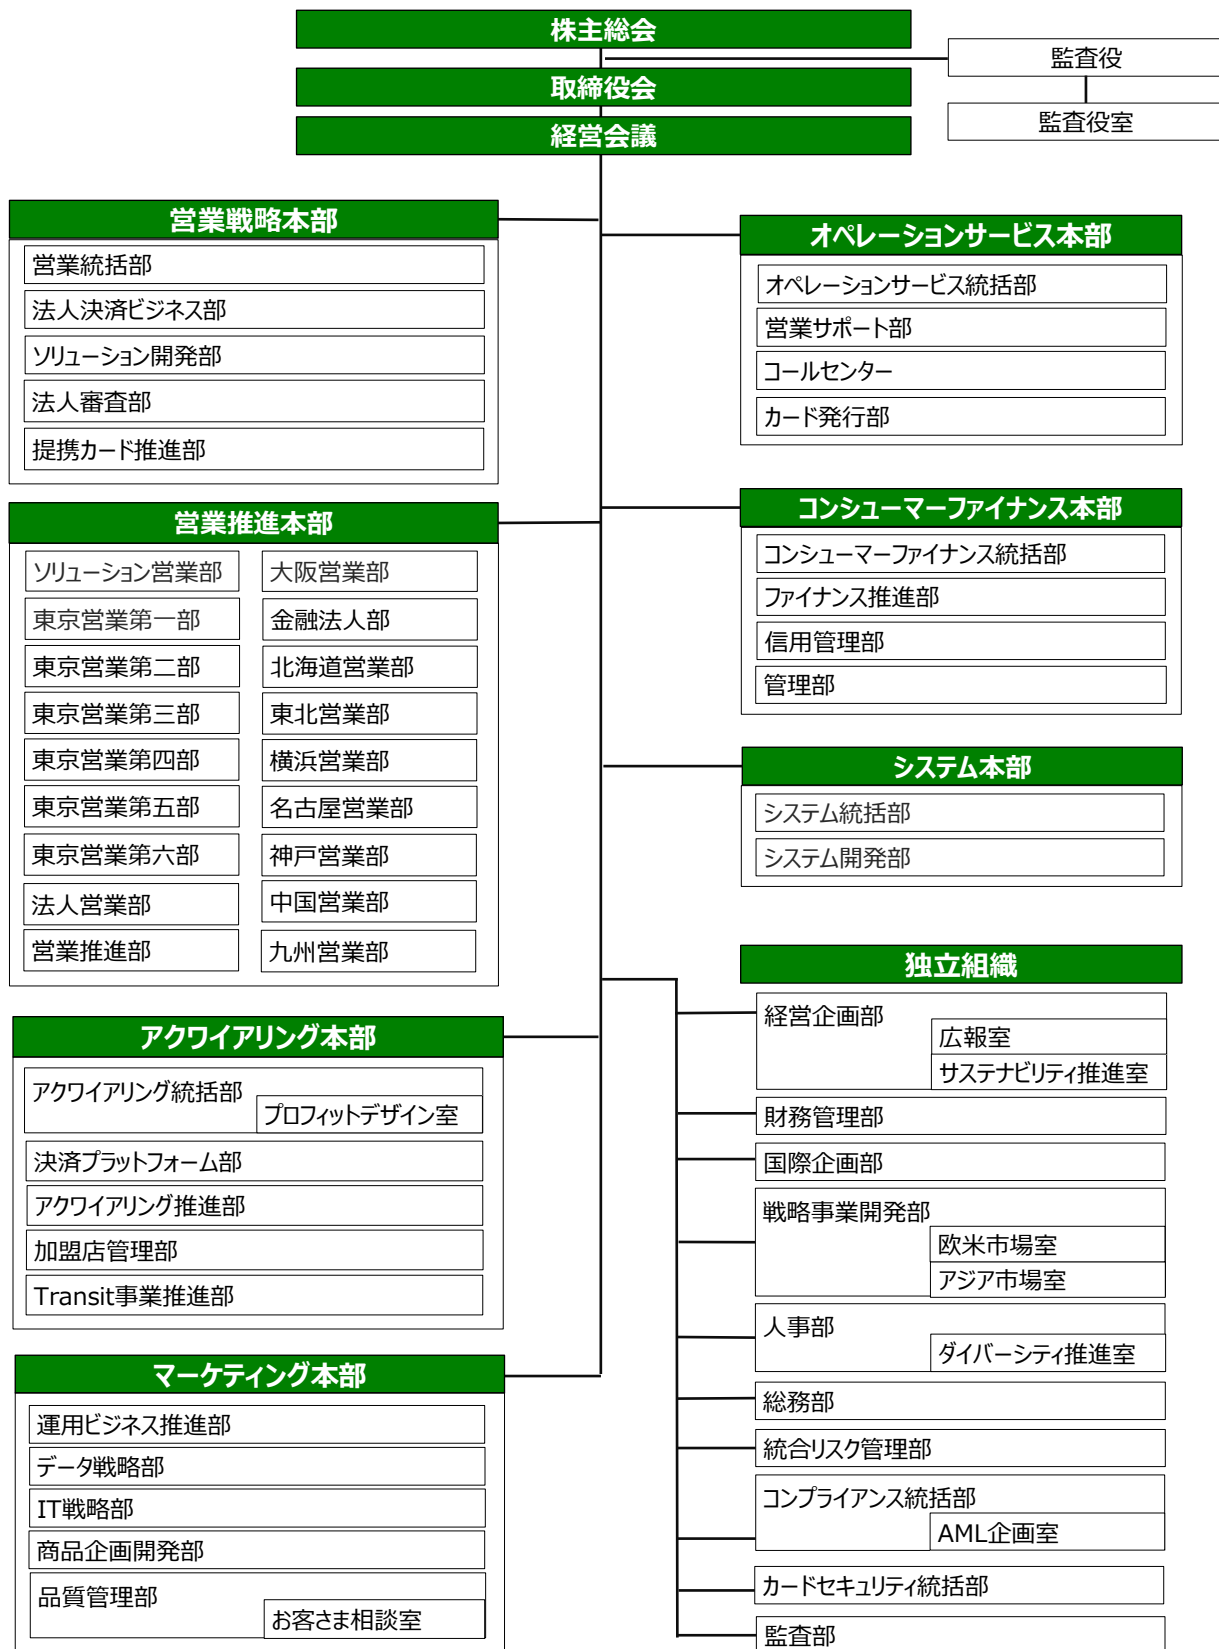 株主総会
監査役
取締役会
監査役室
経営会議
営業戦略本部
営業統括部
法人決済ビジネス部
ソリューション開発部
法人審査部
提携カード推進部
営業推進本部
ソリューション営業部
東京営業第一部
東京営業第二部
東京営業第三部
東京営業第四部
東京営業第五部
東京営業第六部
法人営業部
営業推進部
大阪営業部
金融法人部
北海道営業部
東北営業部
横浜営業部
名古屋営業部
神戸営業部
中国営業部
九州営業部
アクワイアリング本部
アクワイアリング統括部
プロフィットデザイン室
決済プラットフォーム部
アクワイアリング推進部
加盟店管理部
Transit事業推進部
マーケティング本部
運用ビジネス推進部
データ戦略部
IT戦略部
商品企画開発部
品質管理部
お客さま相談室
オペレーションサービス本部
オペレーションサービス統括部
営業サポート部
コールセンター
カード発行部
コンシューマーファイナンス本部
コンシューマーファイナンス統括部
ファイナンス推進部
信用管理部
管理部
システム本部
システム統括部
システム開発部
独立組織
経営企画部
広報室
サステナビリティ推進室
財務管理部
国際企画部
戦略事業開発部
欧米市場室
アジア市場室
人事部
ダイバーシティ推進室
総務部
統合リスク管理部
コンプライアンス統括部
AML企画室
カードセキュリティ統括部
監査部